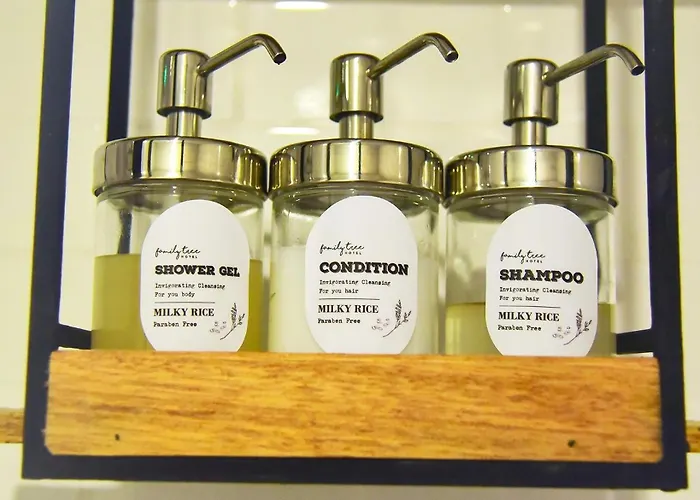 family tree
HOTEL
SHOWER GEL
Invigorating Cleansing
For you body
MILKY RICE
Paraben Free
family tree
HOTEL
CONDITION
Invigorating Cleansing
For you hair
MILKY RICE
Paraben Free
family tree
HOTEL
SHAMPOO
Invigorating Cleansing
For you hair
MILKY RICE
Paraben Free